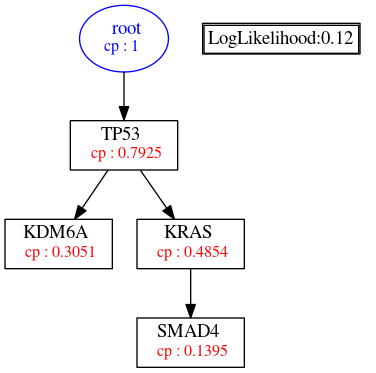 root
cp : 1
LogLikelihood:0.12
TP53
cp : 0.7925
KDM6A
cp : 0.3051
KRAS
cp : 0.4854
SMAD4
cp : 0.1395